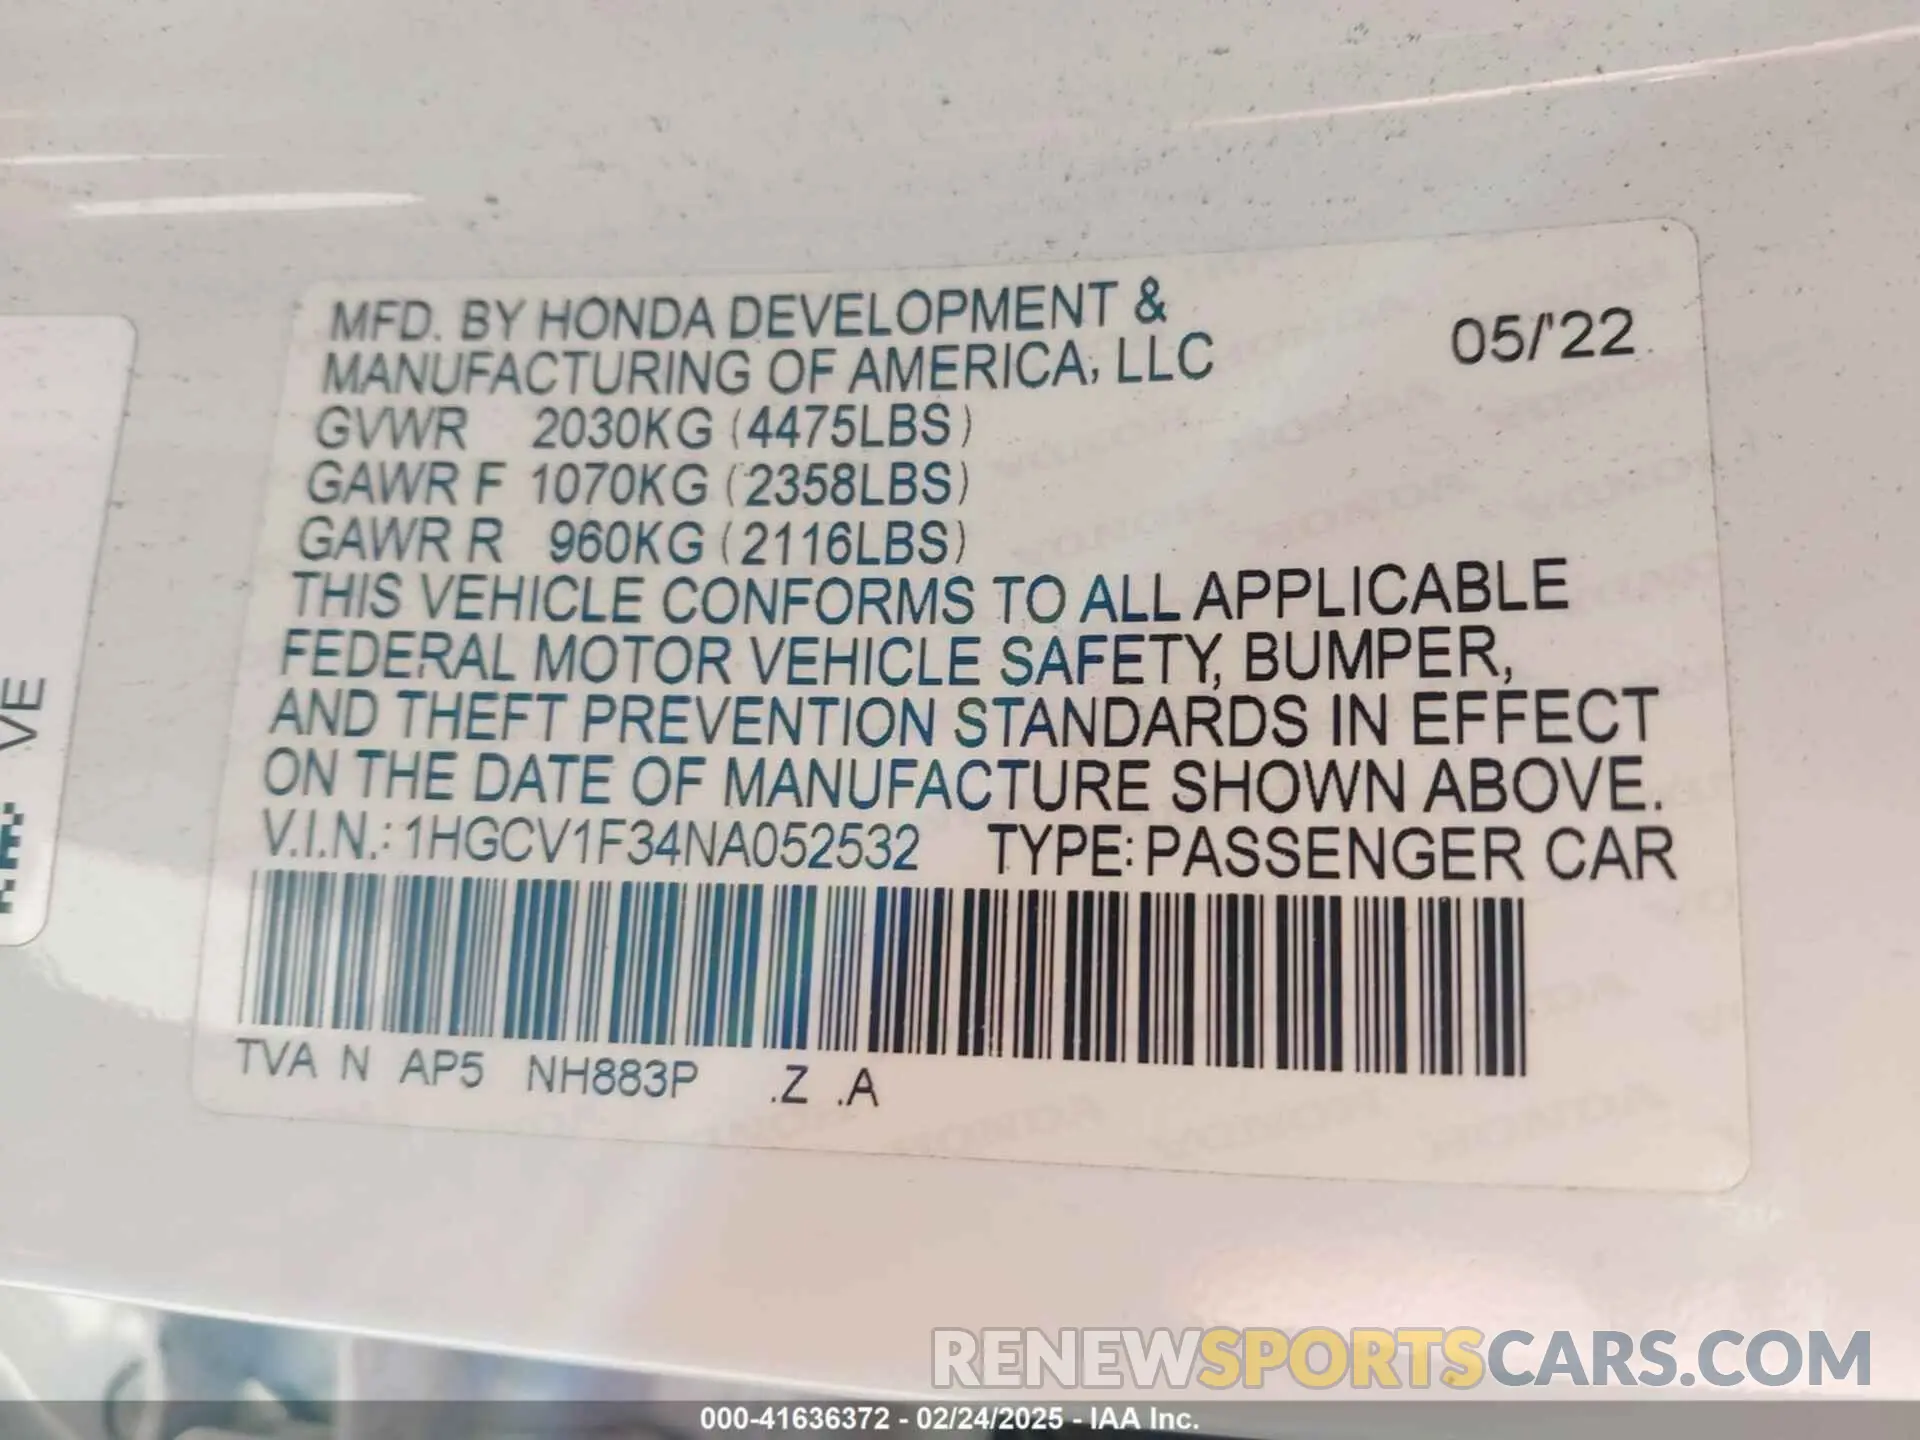 MFD. BY HONDA DEVELOPMENT &
MANUFACTURING OF AMERICA, LLC
05/'22
GVWR 2030KG (4475LBS)
GAWR F 1070KG (2358LBS)
GAWR R 960KG (2116LBS)
THIS VEHICLE CONFORMS TO ALL APPLICABLE
FEDERAL MOTOR VEHICLE SAFETY, BUMPER,
AND THEFT PREVENTION STANDARDS IN EFFECT
ON THE DATE OF MANUFACTURE SHOWN ABOVE.
V.I.N.: 1HGCV1F34NA052532 TYPE: PASSENGER CAR
TVA N AP5 NH883P .Z .A
VE
RENEWSPORTSCARS.COM
000-41636372 - 02/24/2025 - IAA Inc.